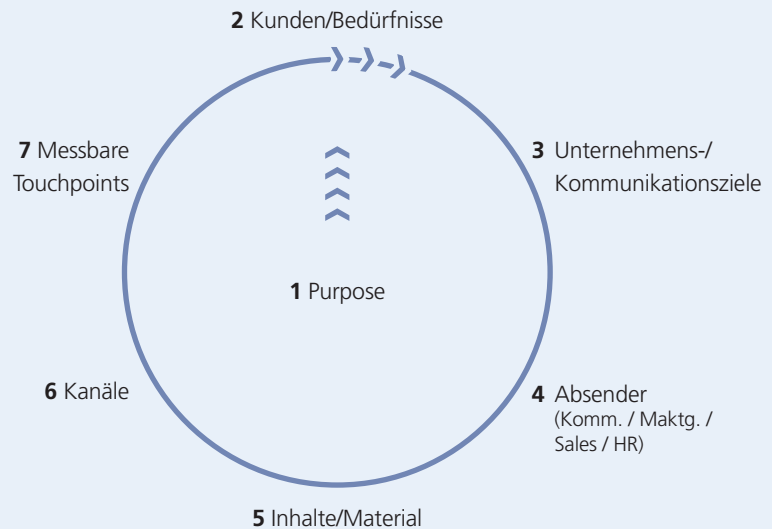 2 Kunden/Bedürfnisse
7 Messbare
Touchpoints
3 Unternehmens-/
Kommunikationsziele
1 Purpose
6 Kanäle
4 Absender
(Komm. / Maktg. /
Sales / HR)
5 Inhalte/Material